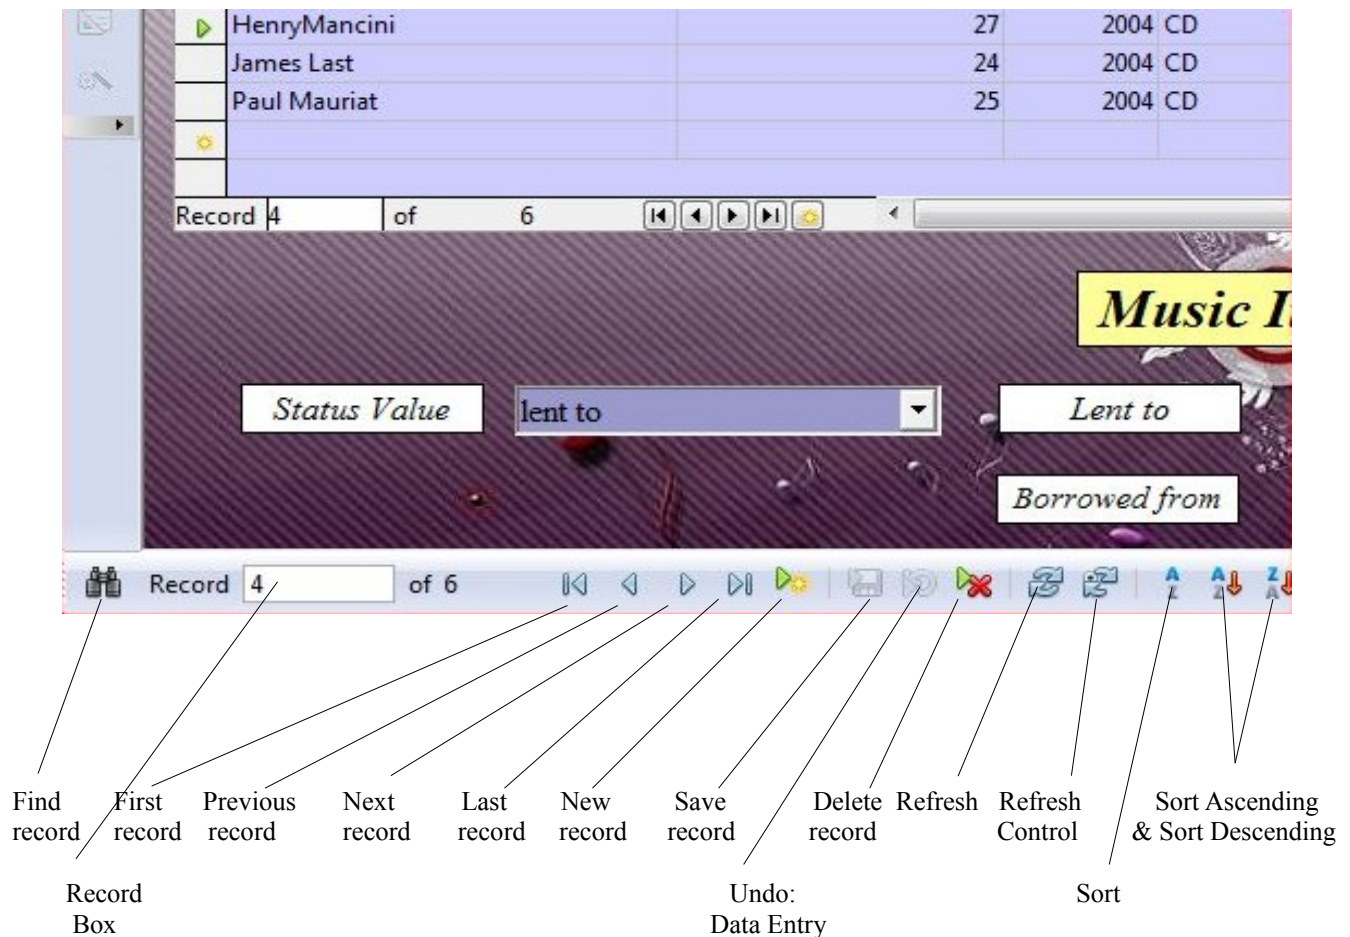 HenryMancini 27 2004 CD
James Last 24 2004 CD
Paul Mauriat 25 2004 CD
Record 4 of 6
Music
Status Value lent to Lent to
Borrowed from
Record 4 of 6
Find First Previous Next Last New Save Delete Refresh Refresh Sort Ascending
record record record record record record record record Control & Sort Descending
Record Undo: Sort
Box Data Entry